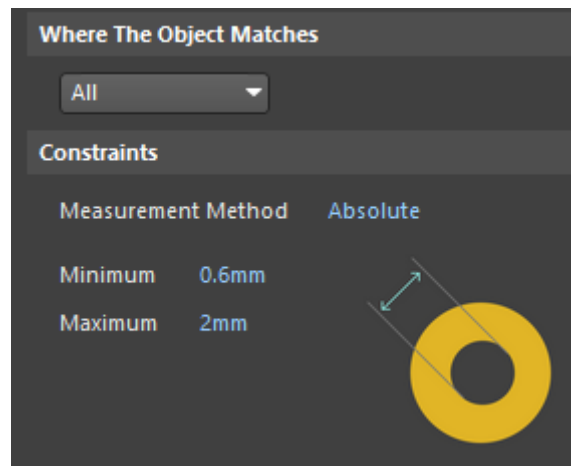 Where The Object Matches
All
Constraints
Measurement Method Absolute
Minimum 0.6mm
Maximum 2mm